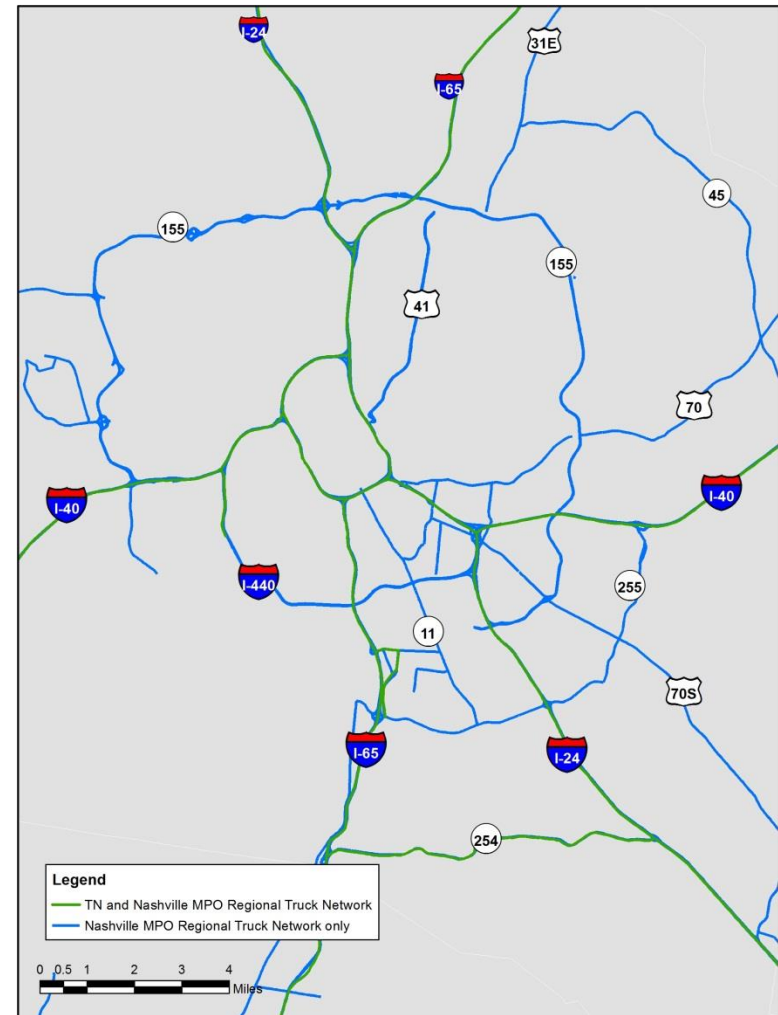 I-24
31E
I-65
45
155
155
41
70
I-40
I-40
I-440
255
11
70S
I-65
I-24
254
Legend
TN and Nashville MPO Regional Truck Network
Nashville MPO Regional Truck Network only
0 0.5 1 2 3 4
Miles